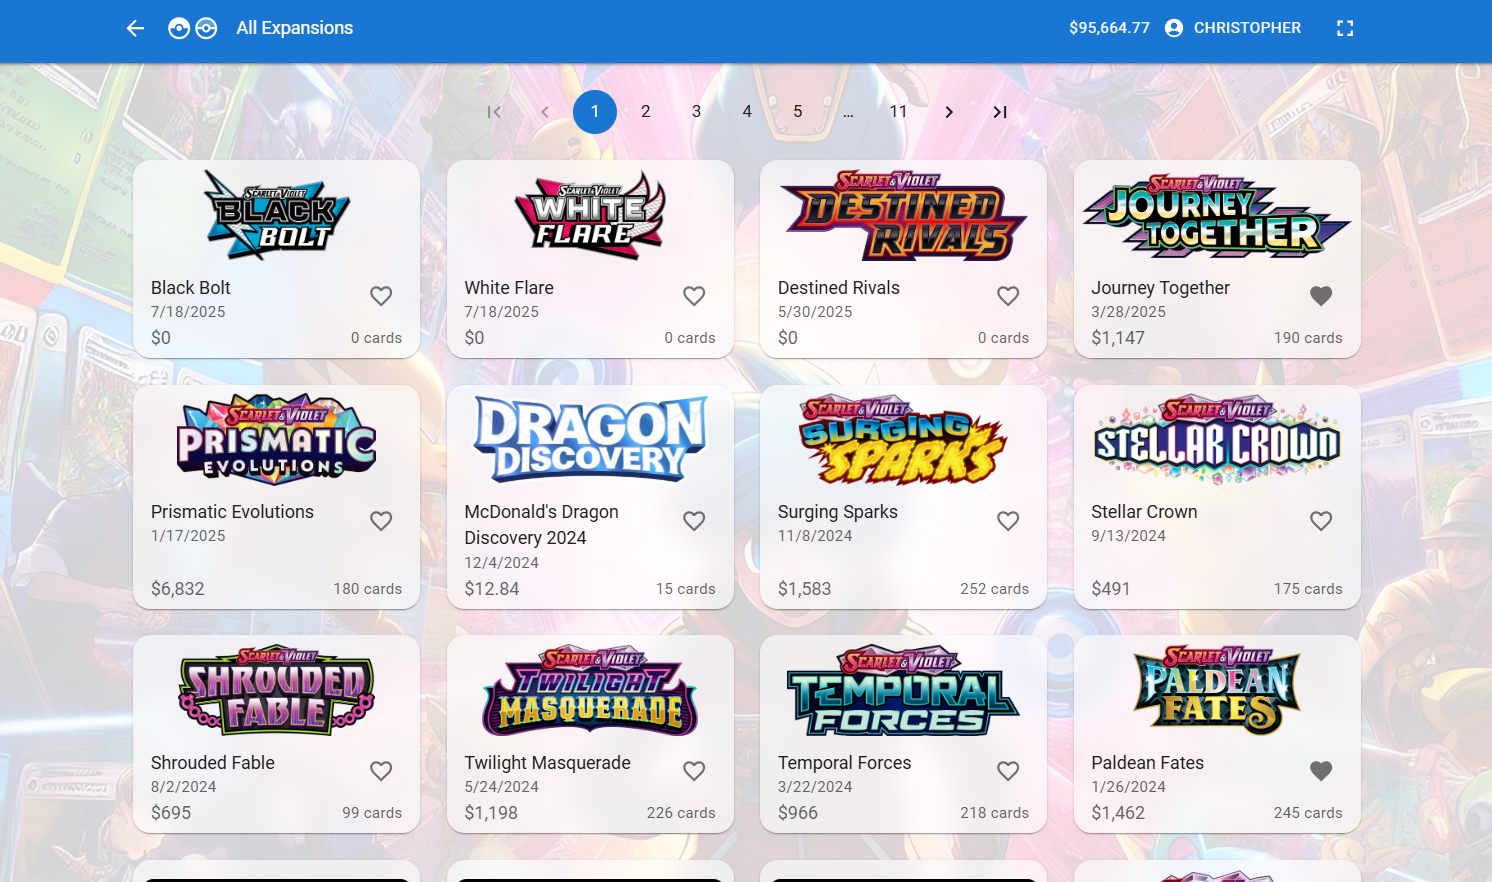 All Expansions
$95,664.77
CHRISTOPHER
1 2 3 4 5 ... 11
SCARLET & VIOLET
BLACK
BOLT
Black Bolt
7/18/2025
$0
0 cards
SCARLET & VIOLET
WHITE
FLARE
White Flare
7/18/2025
$0
0 cards
SCARLET & VIOLET
DESTINED
RIVALS
Destined Rivals
5/30/2025
$0
0 cards
SCARLET & VIOLET
JOURNEY
TOGETHER
Journey Together
3/28/2025
$1,147
190 cards
SCARLET & VIOLET
PRISMATIC
EVOLUTIONS
Prismatic Evolutions
1/17/2025
$6,832
180 cards
DRAGON
DISCOVERY
McDonald's Dragon
Discovery 2024
12/4/2024
$12.84
15 cards
SCARLET & VIOLET
SURGING
SPARKS
Surging Sparks
11/8/2024
$1,583
252 cards
SCARLET & VIOLET
STELLAR CROWN
Stellar Crown
9/13/2024
$491
175 cards
SCARLET & VIOLET
SHROUDED
FABLE
Shrouded Fable
8/2/2024
$695
99 cards
SCARLET & VIOLET
TWILIGHT
MASQUERADE
Twilight Masquerade
5/24/2024
$1,198
226 cards
SCARLET & VIOLET
TEMPORAL
FORCES
Temporal Forces
3/22/2024
$966
218 cards
SCARLET & VIOLET
PALDEAN
FATES
Paldean Fates
1/26/2024
$1,462
245 cards